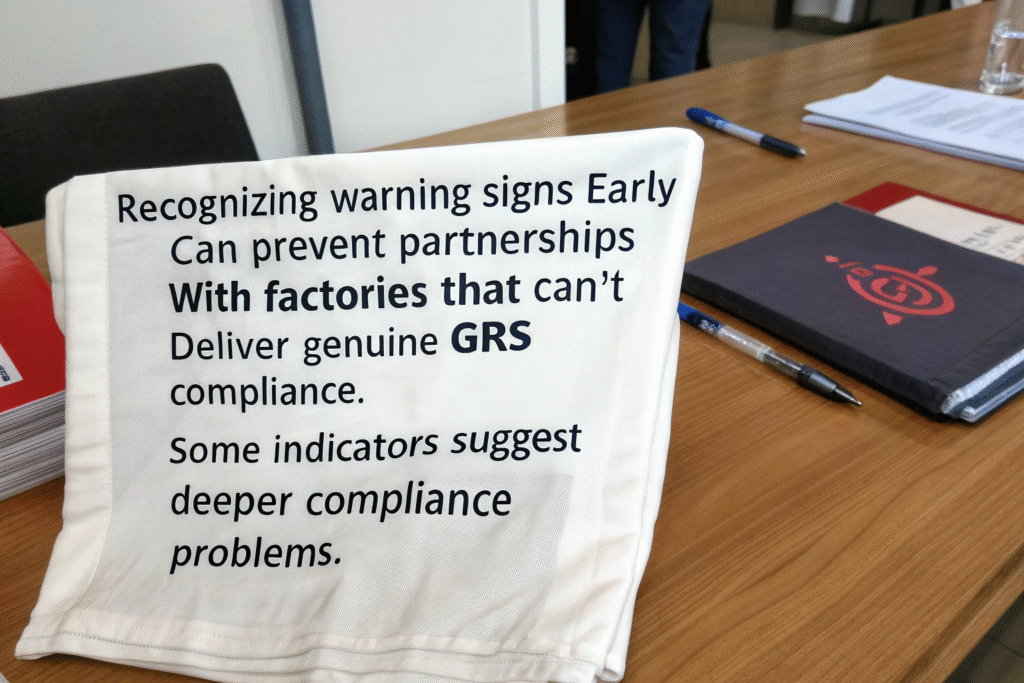 Recognizing warning signs Early
Can prevent partnerships
With factories that can't
Deliver genuine GRS
compliance.
Some indicators suggest
deeper compliance
problems.